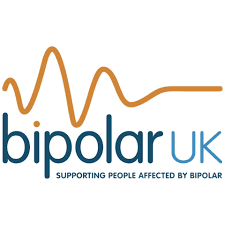 bipolar UK
SUPPORTING PEOPLE AFFECTED BY BIPOLAR